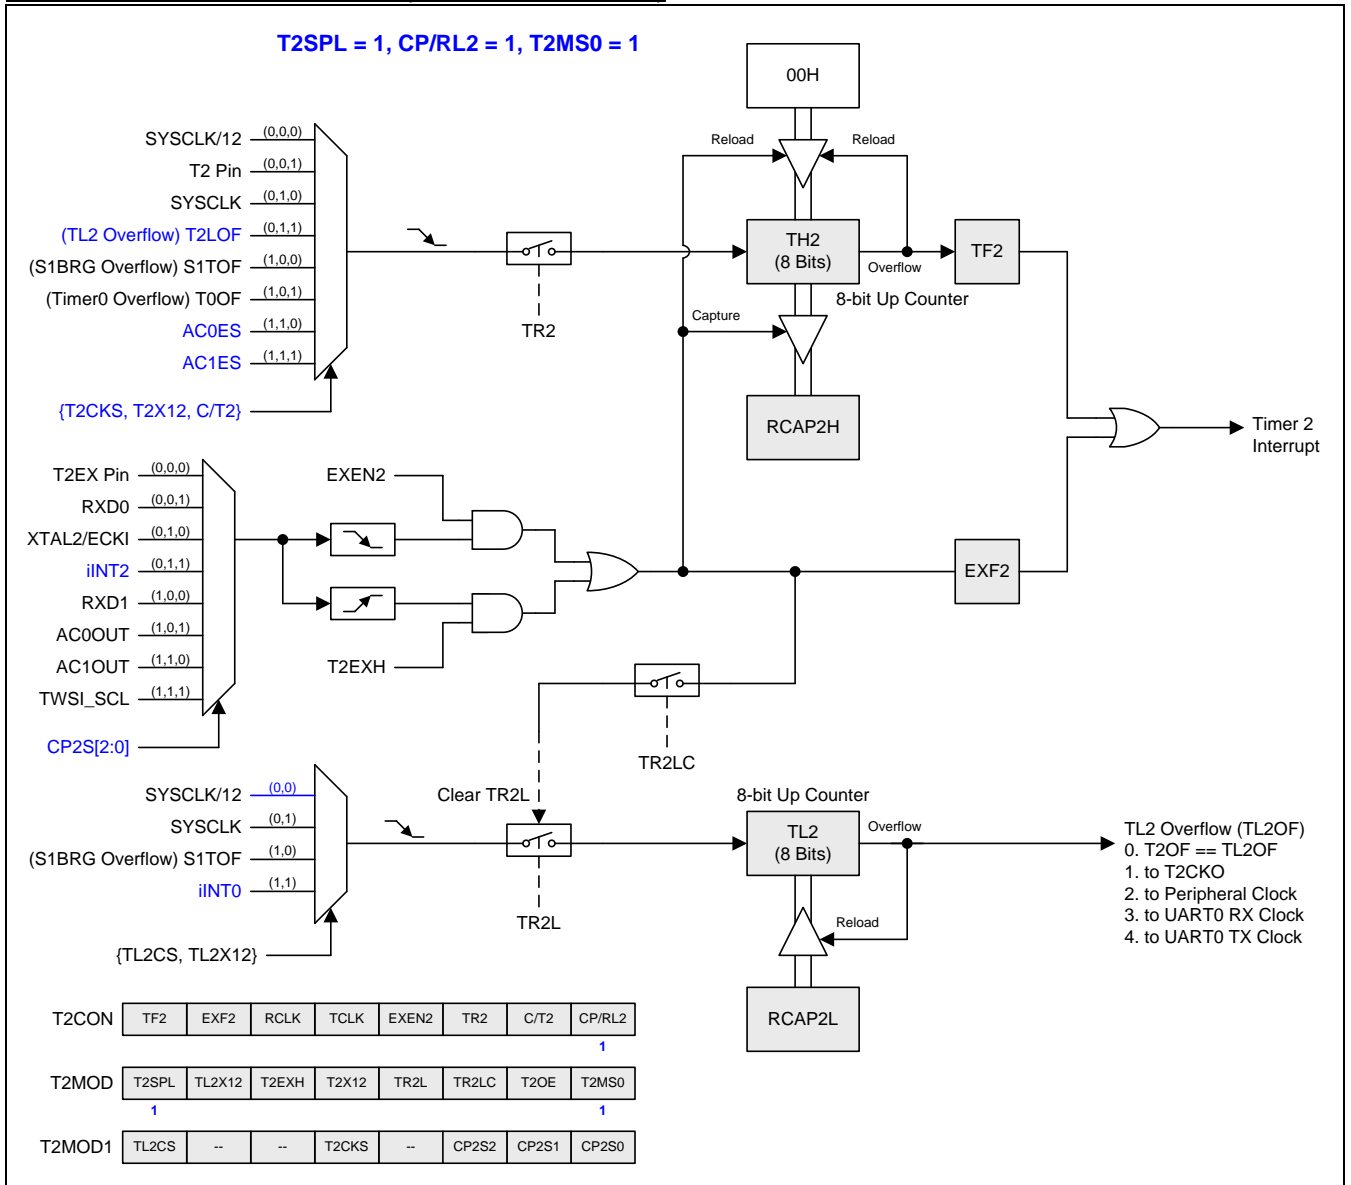 T2SPL = 1, CP/RL2 = 1, T2MS0 = 1
00H
Reload
Reload
SYSCLK/12 (0,0,0)
T2 Pin (0,0,1)
SYSCLK (0,1,0)
(TL2 Overflow) T2LOF (0,1,1)
(S1BRG Overflow) S1TOF (1,0,0)
(Timer0 Overflow) T0OF (1,0,1)
AC0ES (1,1,0)
AC1ES (1,1,1)
{T2CKS, T2X12, C/T2}
TR2
TH2
(8 Bits)
Overflow
TF2
8-bit Up Counter
Capture
RCAP2H
Timer 2
Interrupt
T2EX Pin (0,0,0)
RXD0 (0,0,1)
XTAL2/ECKI (0,1,0)
iINT2 (0,1,1)
RXD1 (1,0,0)
AC0OUT (1,0,1)
AC1OUT (1,1,0)
TWSI_SCL (1,1,1)
CP2S[2:0]
EXEN2
T2EXH
EXF2
TR2LC
SYSCLK/12 (0,0)
SYSCLK (0,1)
(S1BRG Overflow) S1TOF (1,0)
iINT0 (1,1)
{TL2CS, TL2X12}
Clear TR2L
TR2L
8-bit Up Counter
TL2
(8 Bits)
Overflow
Reload
RCAP2L
TL2 Overflow (TL2OF)
0. T2OF == TL2OF
1. to T2CKO
2. to Peripheral Clock
3. to UART0 RX Clock
4. to UART0 TX Clock
T2CON TF2 EXF2 RCLK TCLK EXEN2 TR2 C/T2 CP/RL2
1
T2MOD T2SPL TL2X12 T2EXH T2X12 TR2L TR2LC T2OE T2MS0
1 1
T2MOD1 TL2CS -- -- T2CKS -- CP2S2 CP2S1 CP2S0